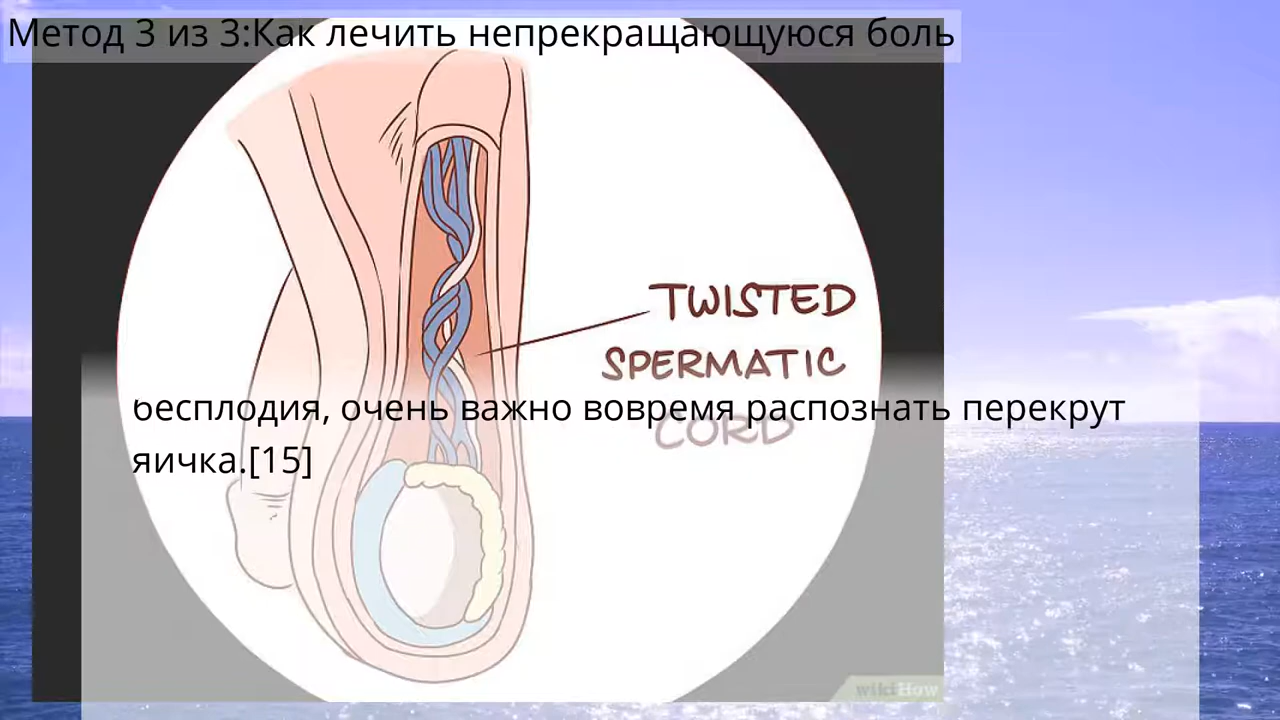 Метод 3 из 3:Как лечить непрекращающуюся боль
TWISTED
SPERMATIC
CORD
бесплодия, очень важно вовремя распознать перекрут
яичка.[15]
wikiHow